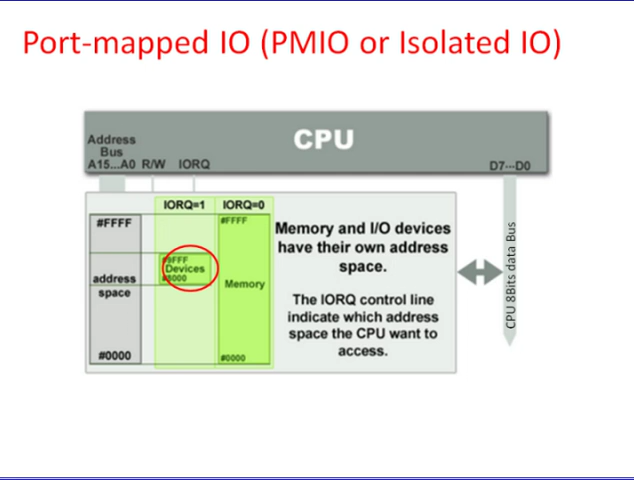 Port-mapped IO (PMIO or Isolated IO)
CPU
Address
Bus
A15...A0 R/W IORQ
D7---D0
IORQ=1 IORQ=0
#FFFF
#FFFF
#9FFF
Devices
#8000
address
space
Memory
#0000
#0000
Memory and I/O devices
have their own address
space.
The IORQ control line
indicate which address
space the CPU want to
access.
CPU 8Bits data Bus